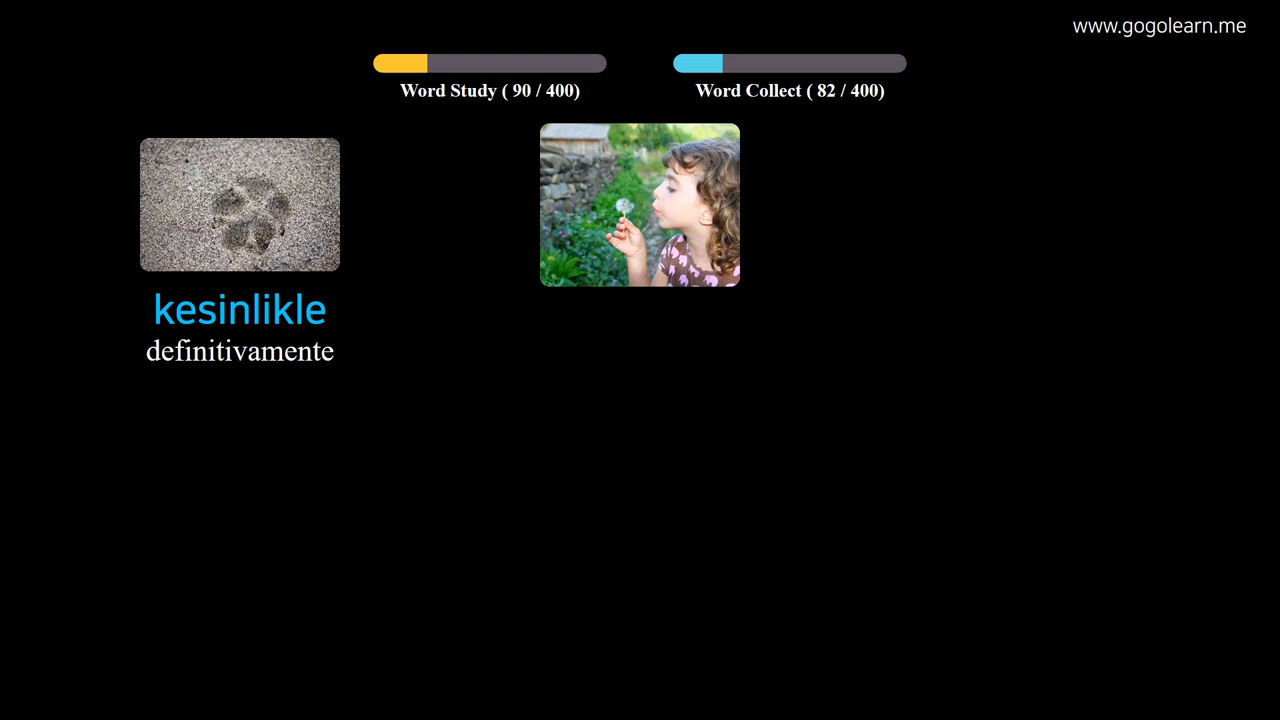 www.gogolearn.me
Word Study ( 90 / 400)
Word Collect ( 82 / 400)
kesinlikle
definitivamente